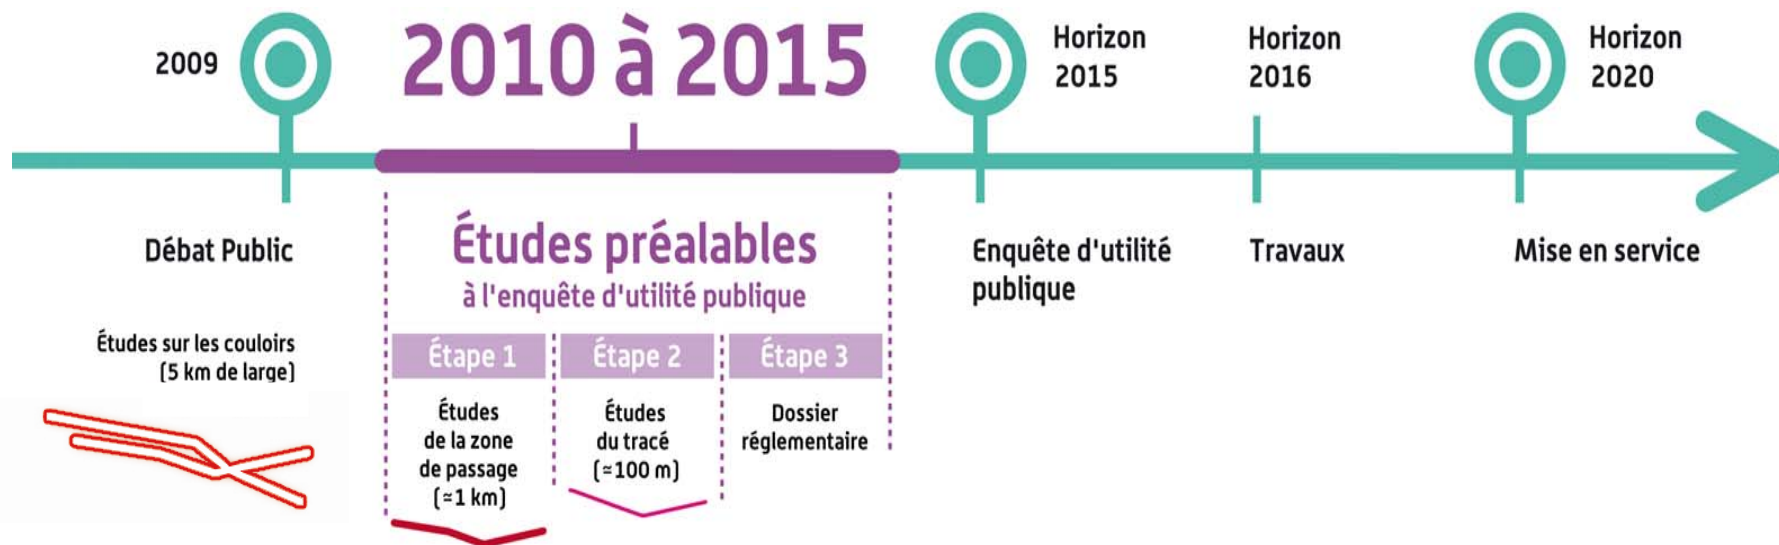 2009
2010 à 2015
Horizon
2015
Horizon
2016
Horizon
2020
Débat Public
Études préalables
à l'enquête d'utilité publique
Enquête d'utilité
publique
Travaux
Mise en service
Études sur les couloirs
(5 km de large)
Étape 1
Étape 2
Étape 3
Études
de la zone
de passage
(≃1 km)
Études
du tracé
(≃100 m)
Dossier
réglementaire